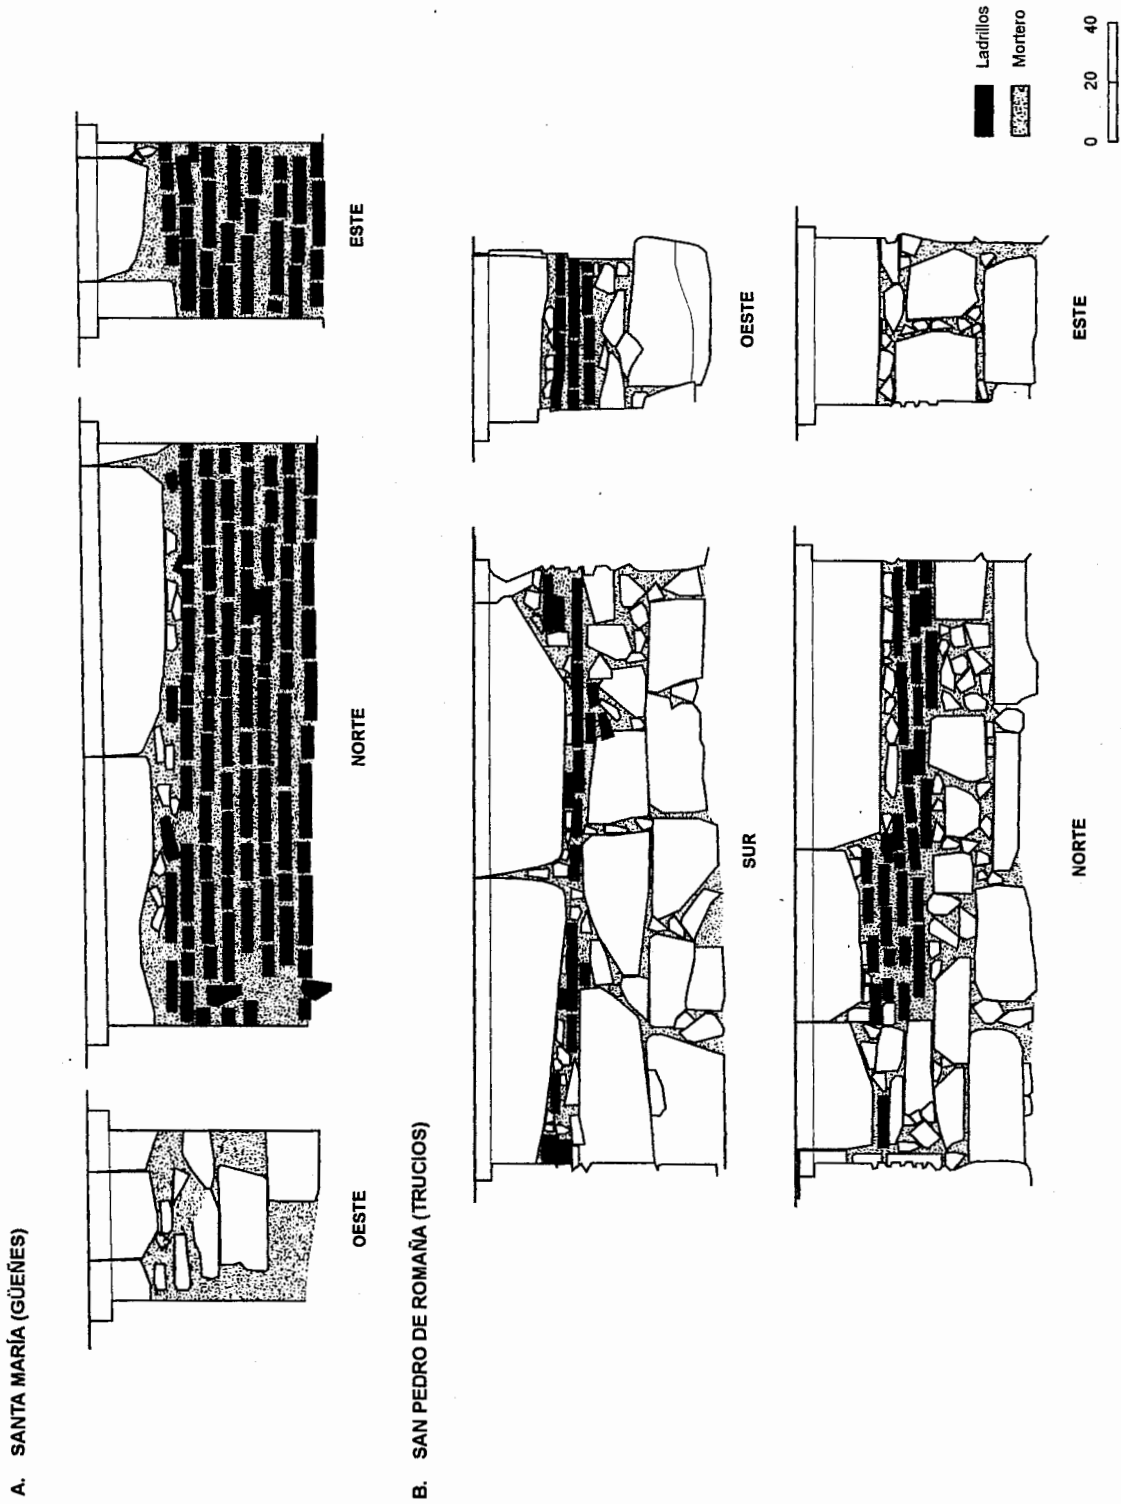 A. SANTA MARÍA (GÜEÑES)
OESTE
NORTE
ESTE
B. SAN PEDRO DE ROMAÑA (TRUCIOS)
SUR
OESTE
NORTE
ESTE
Ladrillos
Mortero
0 20 40